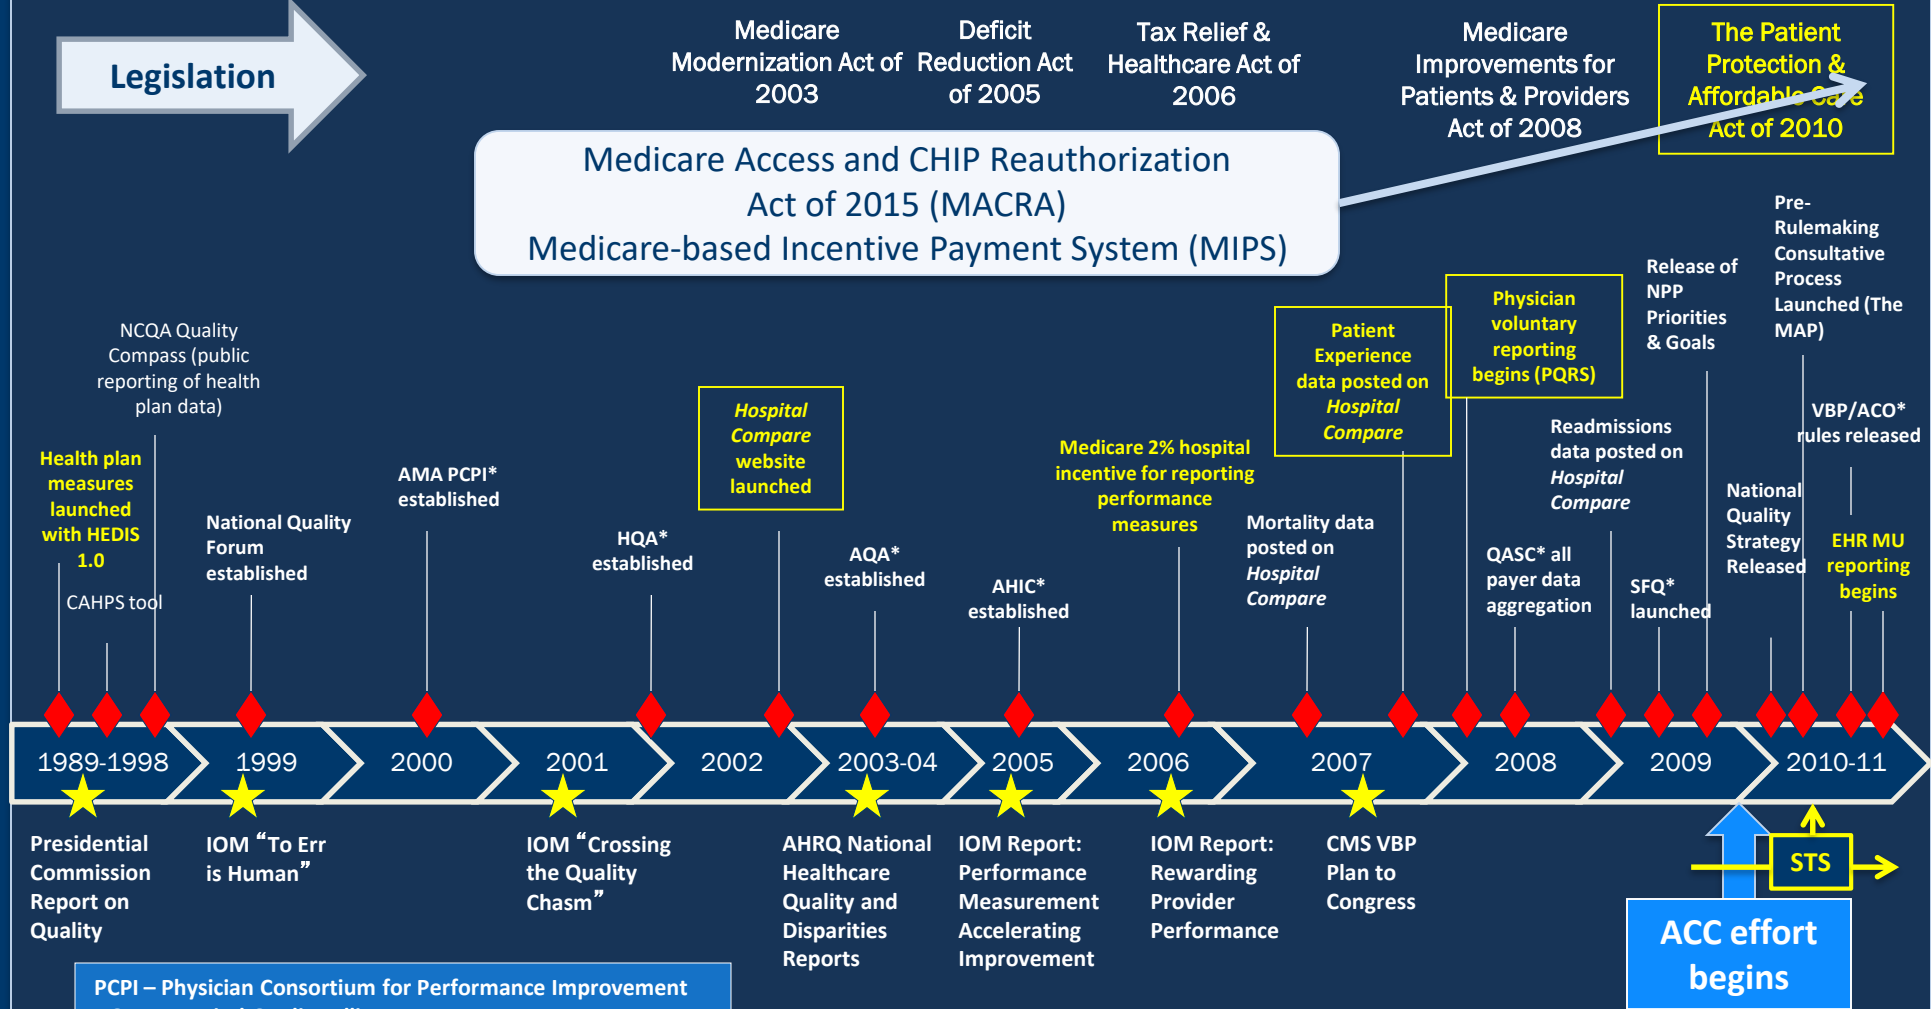 Legislation
Medicare
Modernization Act of
2003
Deficit
Reduction Act
of 2005
Tax Relief &
Healthcare Act of
2006
Medicare
Improvements for
Patients & Providers
Act of 2008
The Patient
Protection &
Affordable Care
Act of 2010
Medicare Access and CHIP Reauthorization
Act of 2015 (MACRA)
Medicare-based Incentive Payment System (MIPS)
Health plan
measures
launched
with HEDIS
1.0
CAHPS tool
NCQA Quality
Compass (public
reporting of health
plan data)
National Quality
Forum
established
AMA PCPI*
established
HQA*
established
Hospital
Compare
website
launched
AQA*
established
AHIC*
established
Medicare 2% hospital
incentive for reporting
performance
measures
Mortality data
posted on
Hospital
Compare
Patient
Experience
data posted on
Hospital
Compare
Physician
voluntary
reporting
begins (PQRS)
QASC* all
payer data
aggregation
Readmissions
data posted on
Hospital
Compare
SFQ*
launched
Release of
NPP
Priorities
& Goals
National
Quality
Strategy
Released
Pre-
Rulemaking
Consultative
Process
Launched (The
MAP)
VBP/ACO*
rules released
EHR MU
reporting
begins
1989-1998
1999
2000
2001
2002
2003-04
2005
2006
2007
2008
2009
2010-11
Presidential
Commission
Report on
Quality
IOM “To Err
is Human”
IOM “Crossing
the Quality
Chasm”
AHRQ National
Healthcare
Quality and
Disparities
Reports
IOM Report:
Performance
Measurement
Accelerating
Improvement
IOM Report:
Rewarding
Provider
Performance
CMS VBP
Plan to
Congress
STS
ACC effort
begins
PCPI – Physician Consortium for Performance Improvement